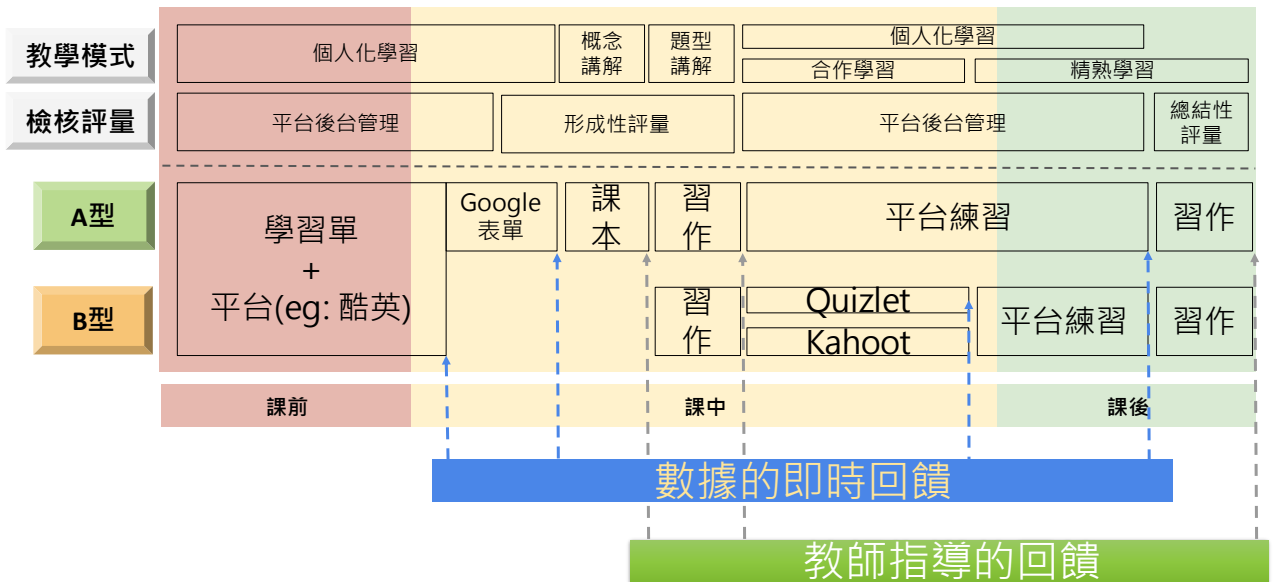 教學模式
個人化學習
概念
講解
題型
講解
個人化學習
合作學習
精熟學習
檢核評量
平台後台管理
形成性評量
平台後台管理
總結性
評量
A型
學習單
+
平台(eg: 酷英)
Google
表單
課
本
習
作
平台練習
習作
B型
習
作
Quizlet
Kahoot
平台練習
習作
課前
課中
課後
數據的即時回饋
教師指導的回饋